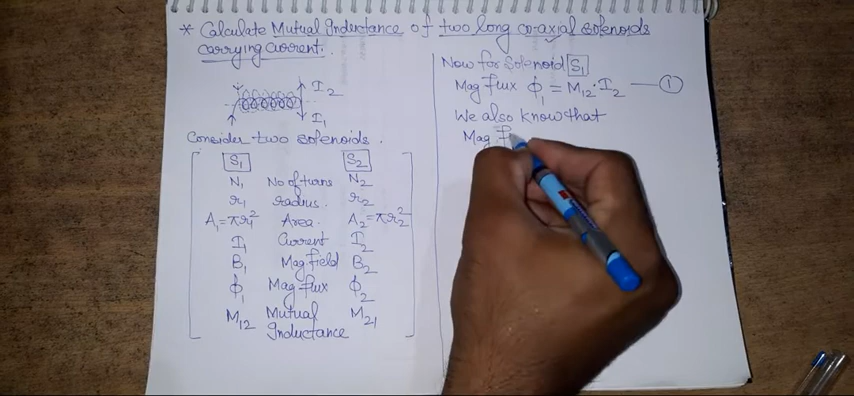 * Calculate Mutual Inductance of two long co-axial solenoids
carrying current.
I2
I1
Consider two solenoids.
S1 S2
N1 No of turns N2
r1 radius. r2
A1=πr1² Area. A2=πr2²
I1 Current I2
B1 Mag field B2
ϕ1 Mag flux ϕ2
M12 Mutual Inductance M21
Now for Solenoid S1
Mag flux ϕ1 = M12·I2 — ①
We also know that
Mag f